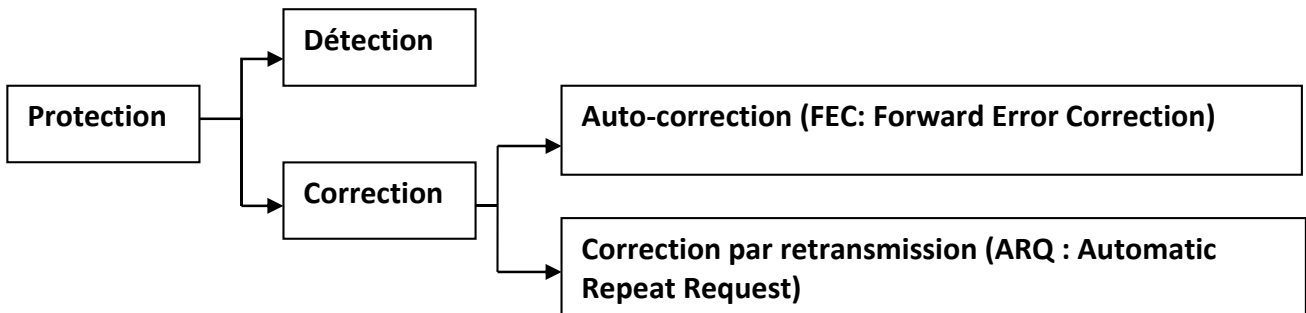 Protection
Détection
Correction
Auto-correction (FEC: Forward Error Correction)
Correction par retransmission (ARQ : Automatic
Repeat Request)